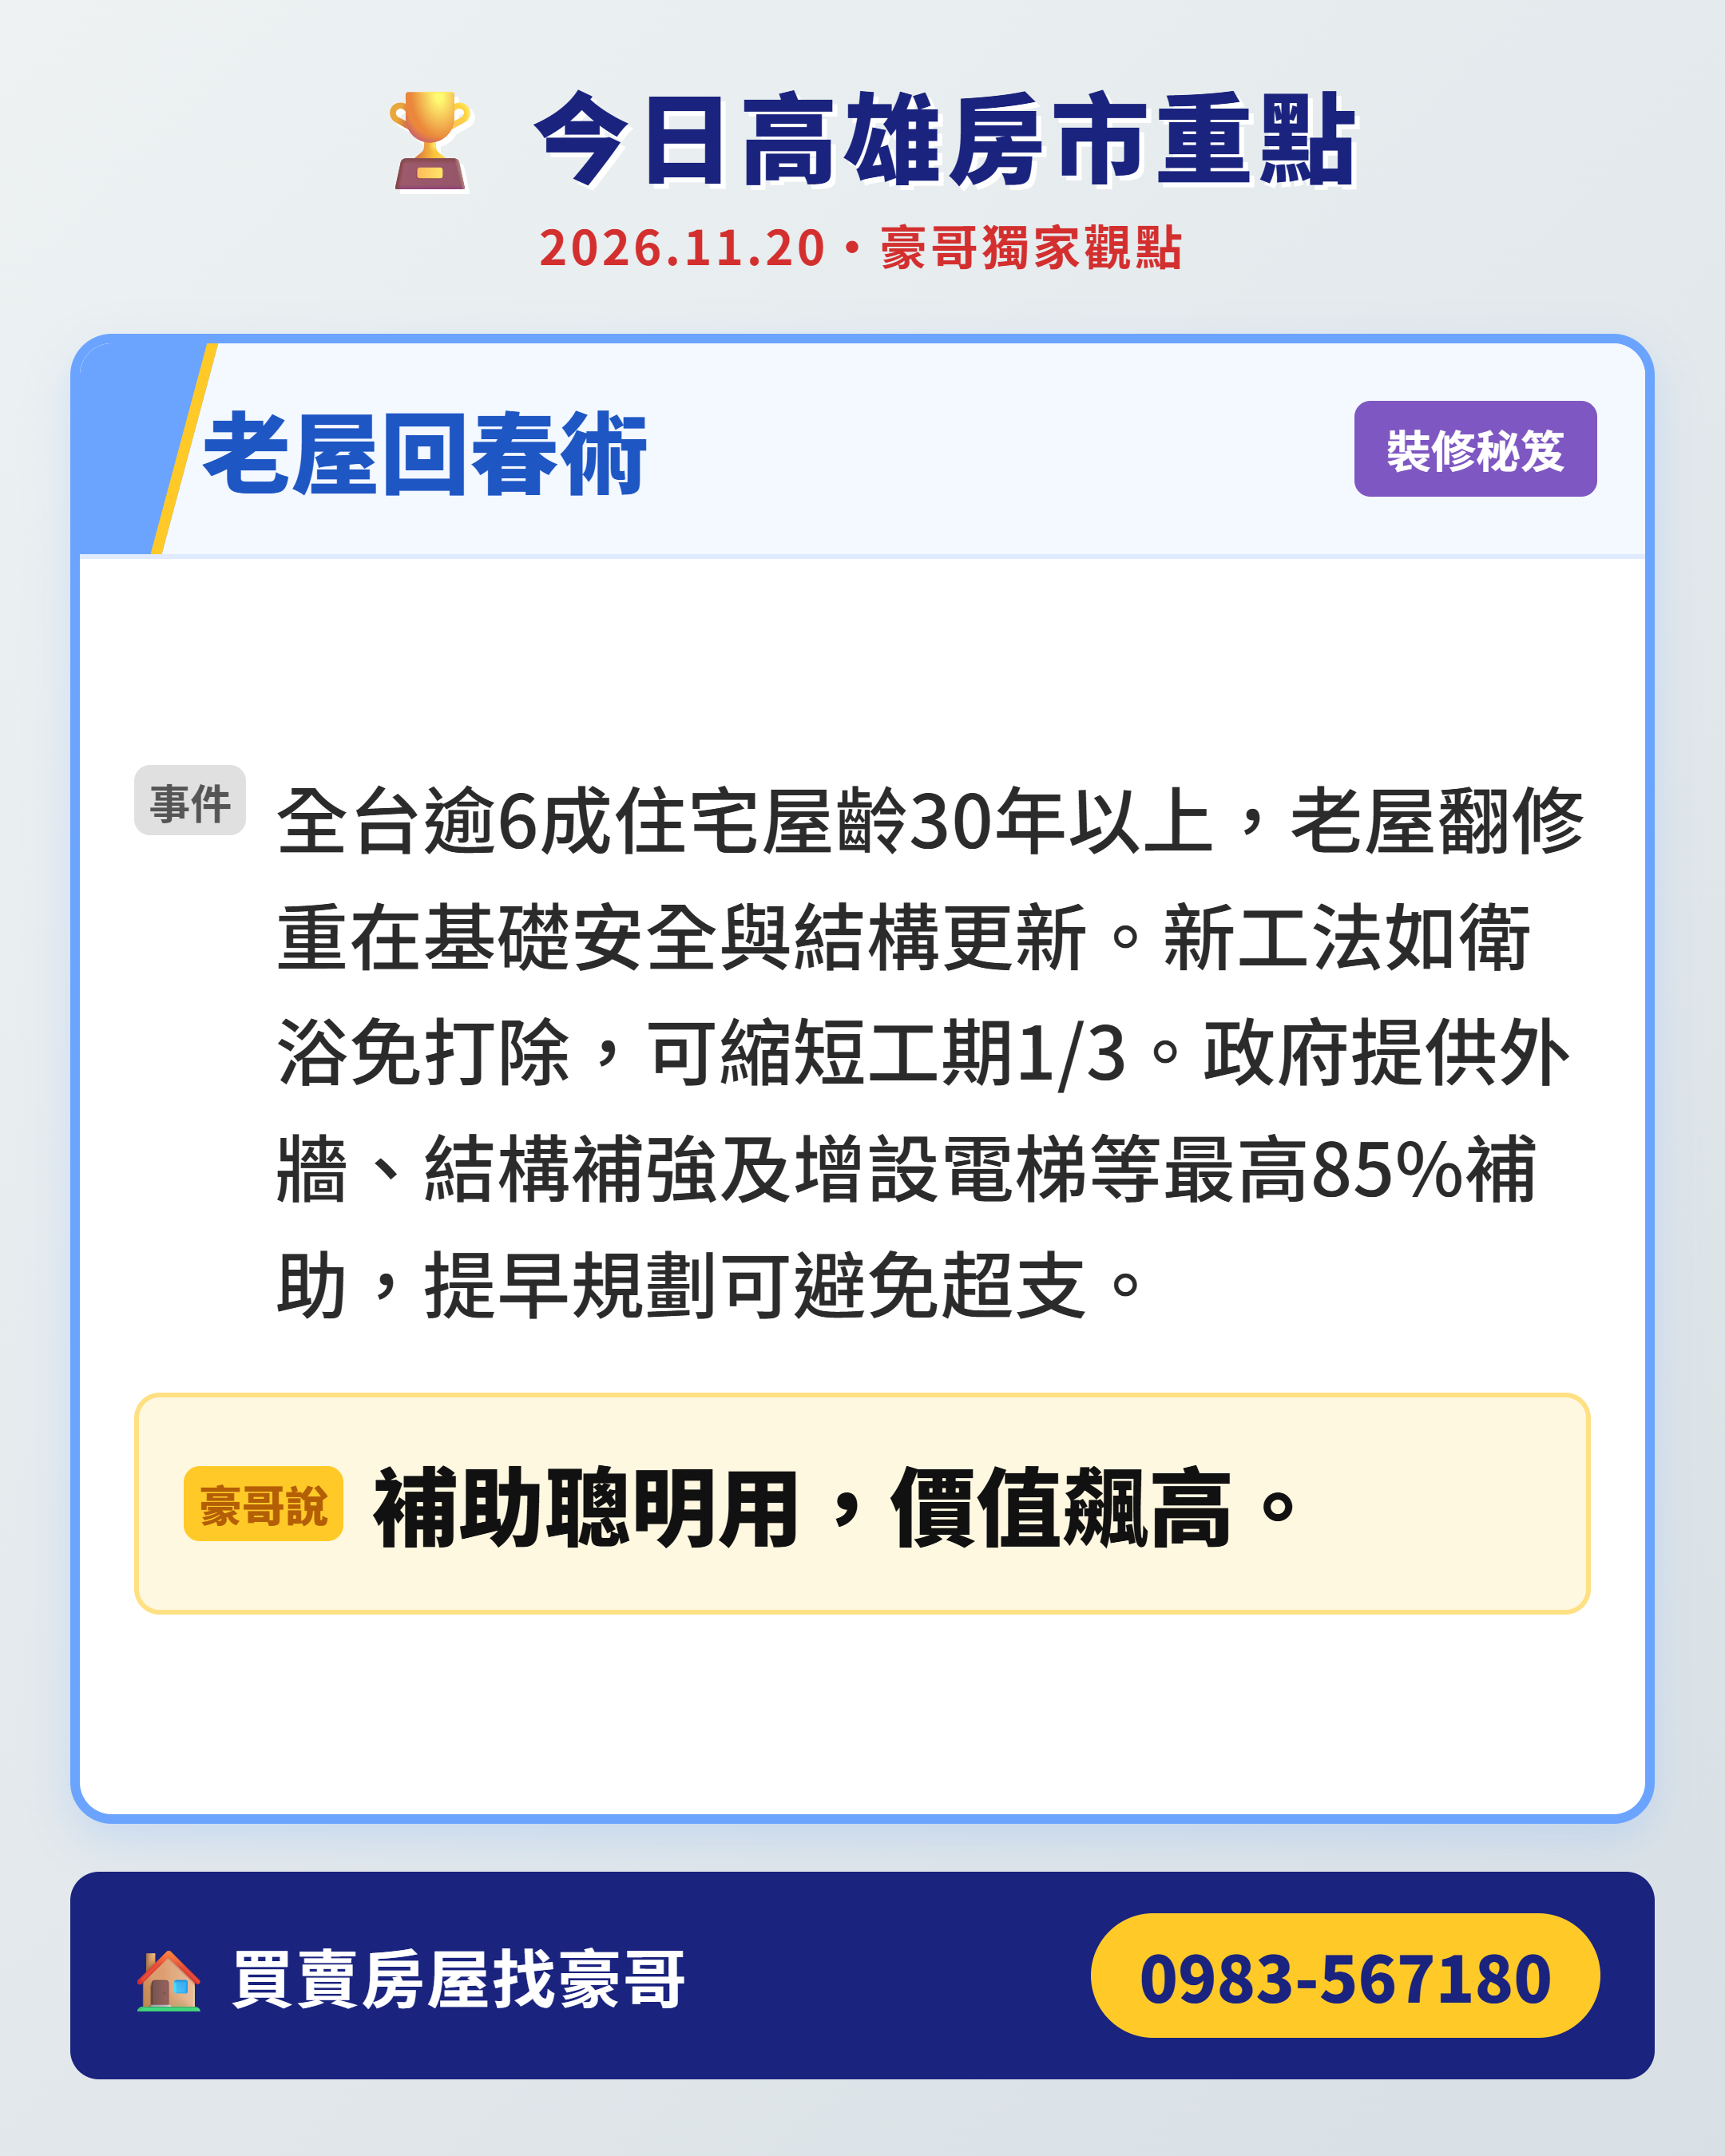 🏆 今日高雄房市重點
2026.11.20•豪哥獨家觀點
老屋回春術
裝修秘笈
事件
全台逾6成住宅屋齡30年以上，老屋翻修
重在基礎安全與結構更新。新工法如衛
浴免打除，可縮短工期1/3。政府提供外
牆、結構補強及增設電梯等最高85%補
助，提早規劃可避免超支。
豪哥說 補助聰明用，價值飆高。
🏠 買賣房屋找豪哥
0983-567180